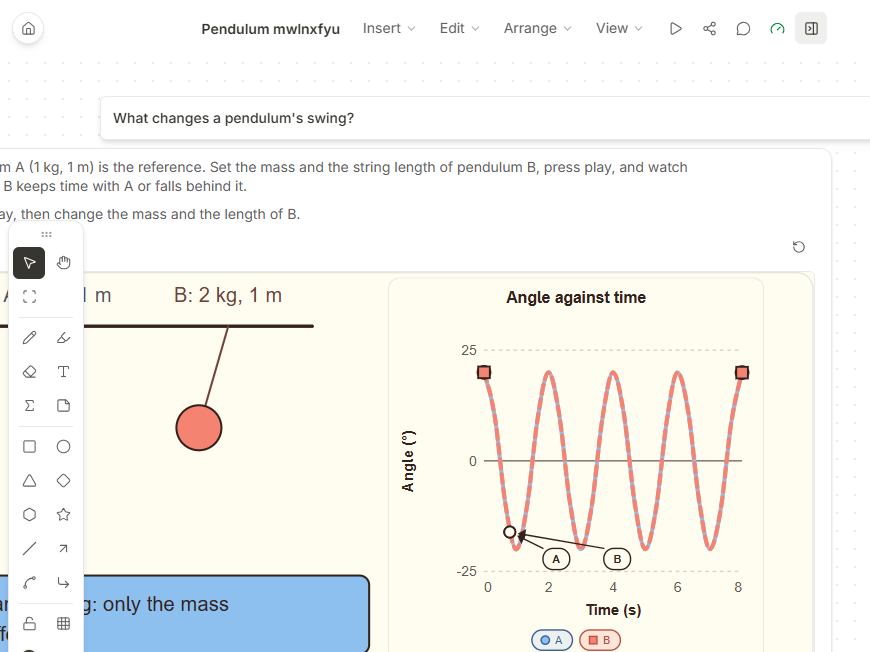 Pendulum mwlnxfyu
Insert
Edit
Arrange
View
What changes a pendulum's swing?
m A (1 kg, 1 m) is the reference. Set the mass and the string length of pendulum B, press play, and watch
B keeps time with A or falls behind it.
ay, then change the mass and the length of B.
1 m
B: 2 kg, 1 m
g: only the mass
Angle against time
25
0
-25
Angle (°)
A
B
0
2
4
6
8
Time (s)
A
B